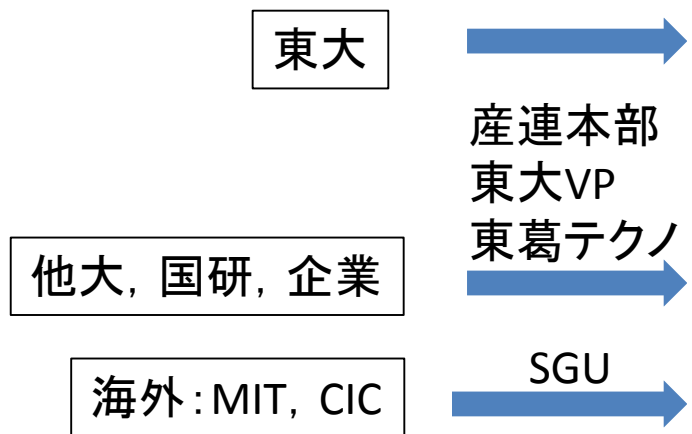 東大
産連本部
東大VP
東葛テクノ
他大, 国研, 企業
SGU
海外:MIT, CIC